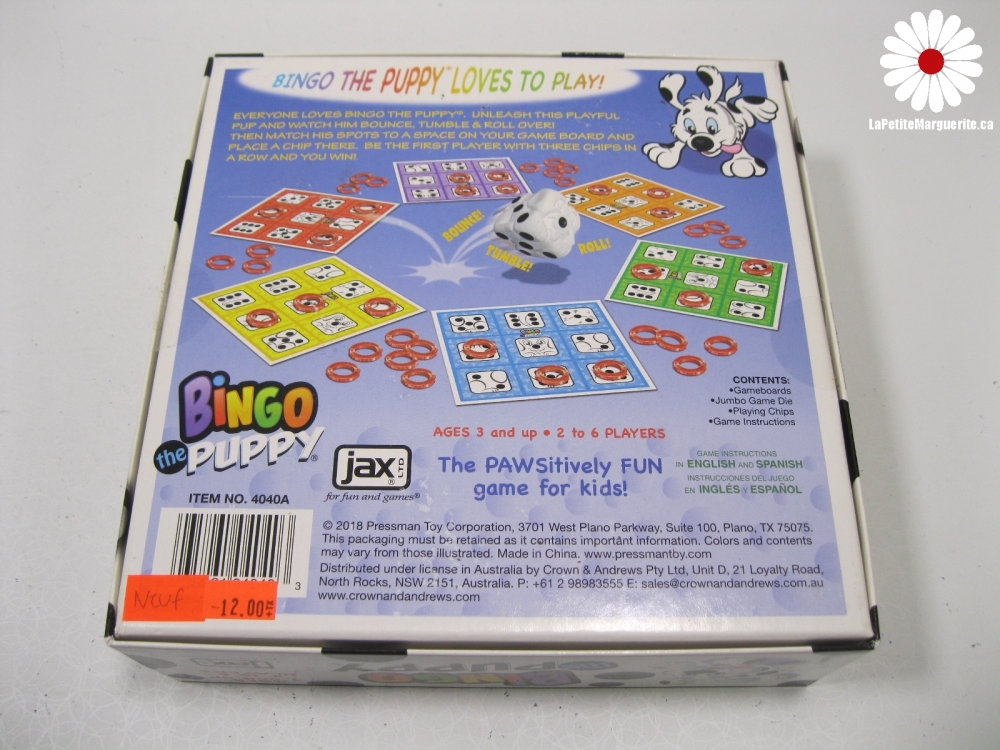 LaPetiteMarguerite.ca
BINGO THE PUPPY™ LOVES TO PLAY!
EVERYONE LOVES BINGO THE PUPPY®. UNLEASH THIS PLAYFUL
PUP AND WATCH HIM BOUNCE, TUMBLE & ROLL OVER!
THEN MATCH HIS SPOTS TO A SPACE ON YOUR GAME BOARD AND
PLACE A CHIP THERE. BE THE FIRST PLAYER WITH THREE CHIPS IN
A ROW AND YOU WIN!
BOUNCE!
TUMBLE!
ROLL!
CONTENTS:
•Gameboards
•Jumbo Game Die
•Playing Chips
•Game Instructions
BiNGO
the PUPPY®
AGES 3 and up • 2 to 6 PLAYERS
jax LTD ®
for fun and games®
The PAWSitively FUN
game for kids!
GAME INSTRUCTIONS
IN ENGLISH AND SPANISH
INSTRUCCIONES DEL JUEGO
EN INGLÉS Y ESPAÑOL
ITEM NO. 4040A
© 2018 Pressman Toy Corporation, 3701 West Plano Parkway, Suite 100, Plano, TX 75075.
This packaging must be retained as it contains important information. Colors and contents
may vary from those illustrated. Made in China. www.pressmantoy.com
Distributed under license in Australia by Crown & Andrews Pty Ltd, Unit D, 21 Loyalty Road,
North Rocks, NSW 2151, Australia. P: +61 2 98983555 E: sales@crownandandrews.com.au
www.crownandandrews.com
3
Neuf
-12.00+TX